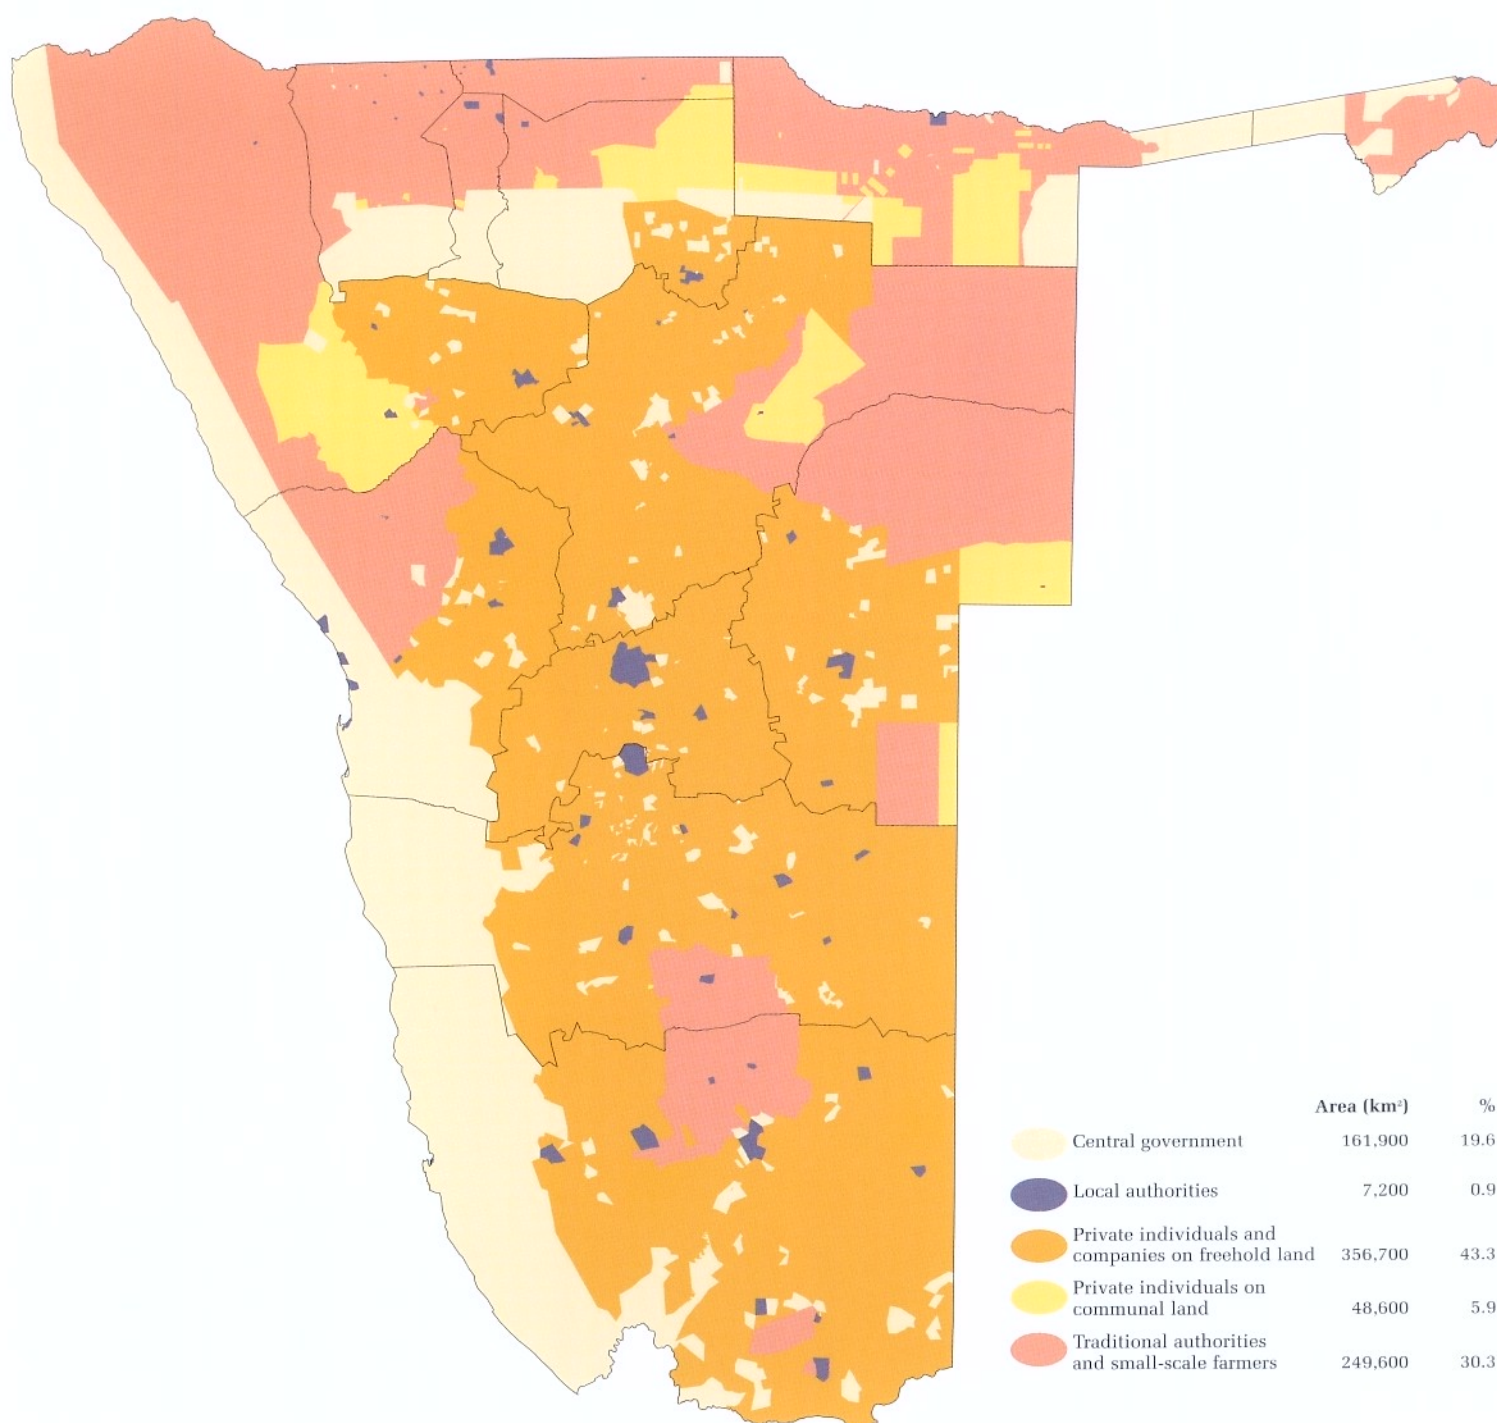 Area (km²) %
Central government 161,900 19.6
Local authorities 7,200 0.9
Private individuals and
companies on freehold land 356,700 43.3
Private individuals on
communal land 48,600 5.9
Traditional authorities
and small-scale farmers 249,600 30.3